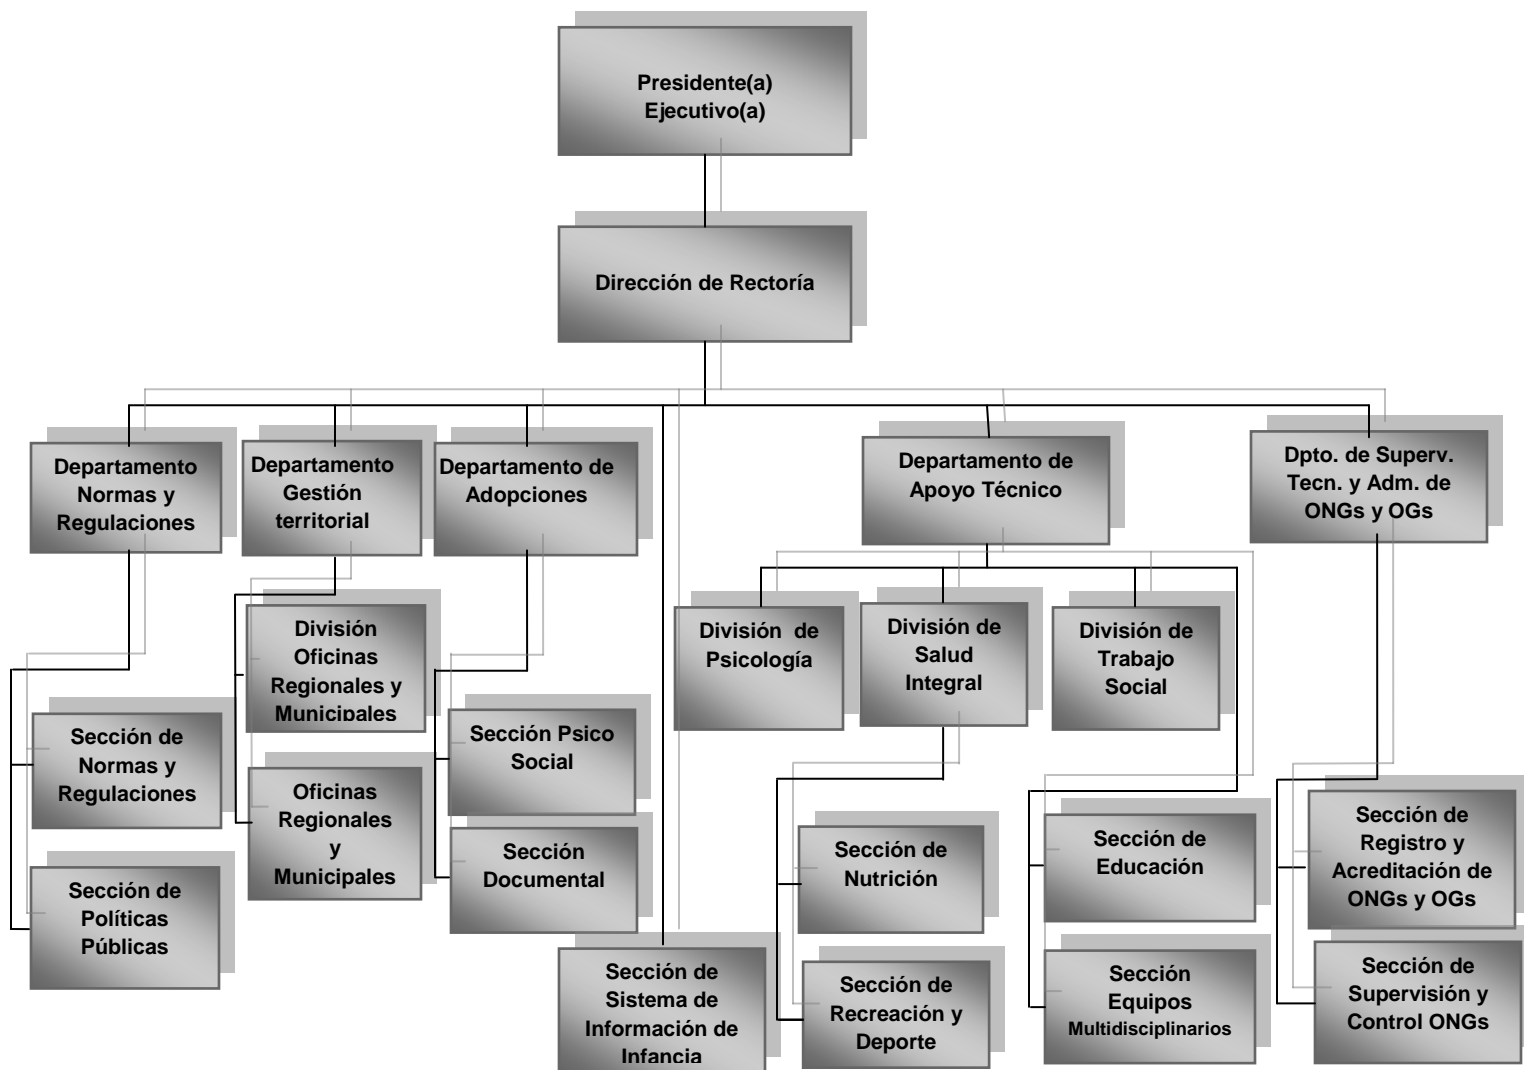 Presidente(a)
Ejecutivo(a)
Dirección de Rectoría
Departamento
Normas y
Regulaciones
Departamento
Gestión
territorial
Departamento de
Adopciones
Departamento de
Apoyo Técnico
Dpto. de Superv.
Tecn. y Adm. de
ONGs y OGs
División
Oficinas
Regionales y
Municipales
División de
Psicología
División de
Salud
Integral
División de
Trabajo
Social
Sección de
Normas y
Regulaciones
Oficinas
Regionales
y
Municipales
Sección Psico
Social
Sección
Documental
Sección de
Nutrición
Sección de
Educación
Sección de
Registro y
Acreditación de
ONGs y OGs
Sección de
Políticas
Públicas
Sección de
Sistema de
Información de
Infancia
Sección de
Recreación y
Deporte
Sección
Equipos
Multidisciplinarios
Sección de
Supervisión y
Control ONGs